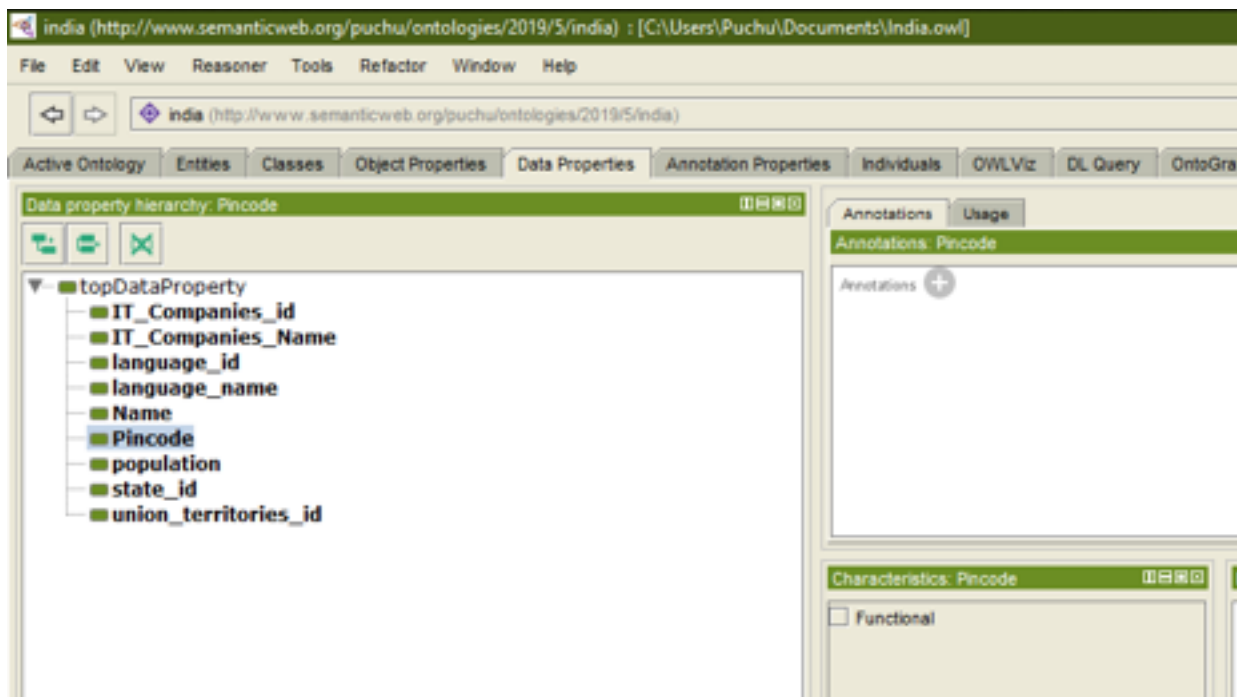 india (http://www.semanticweb.org/puchu/ontologies/2019/5/india) : [C:\Users\Puchu\Documents\India.owl]
File Edit View Reasoner Tools Refactor Window Help
india (http://www.semanticweb.org/puchu/ontologies/2019/5/india)
Active Ontology Entities Classes Object Properties Data Properties Annotation Properties Individuals OWLViz DL Query OntoGra
Data property hierarchy: Pincode
Annotations Usage
Annotations: Pincode
Annotations
topDataProperty
IT_Companies_id
IT_Companies_Name
language_id
language_name
Name
Pincode
population
state_id
union_territories_id
Characteristics: Pincode
Functional